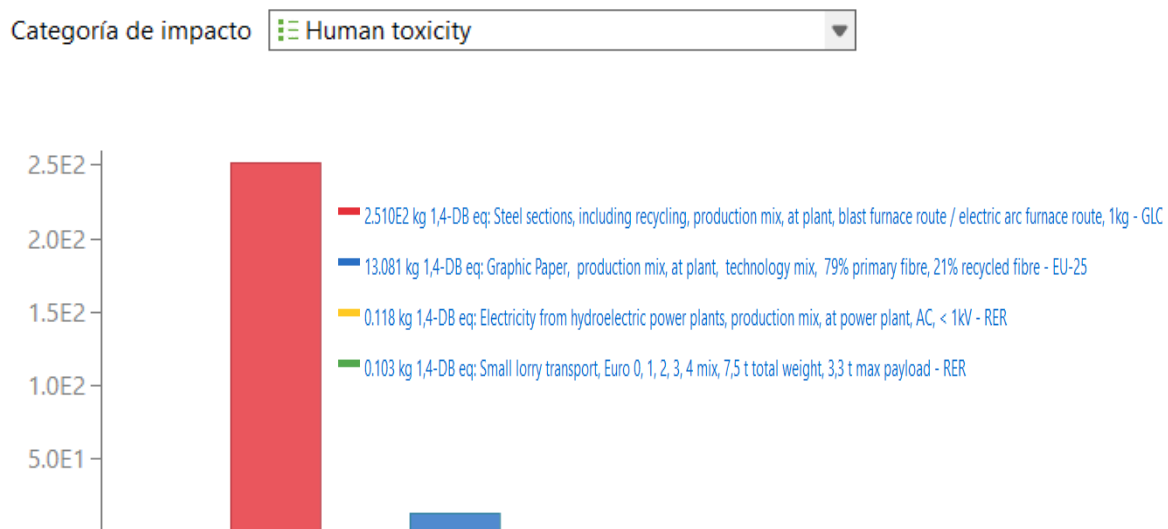 Categoría de impacto Human toxicity
2.5E2
2.510E2 kg 1,4-DB eq: Steel sections, including recycling, production mix, at plant, blast furnace route / electric arc furnace route, 1kg - GLC
2.0E2
13.081 kg 1,4-DB eq: Graphic Paper, production mix, at plant, technology mix, 79% primary fibre, 21% recycled fibre - EU-25
1.5E2
0.118 kg 1,4-DB eq: Electricity from hydroelectric power plants, production mix, at power plant, AC, < 1kV - RER
0.103 kg 1,4-DB eq: Small lorry transport, Euro 0, 1, 2, 3, 4 mix, 7,5 t total weight, 3,3 t max payload - RER
1.0E2
5.0E1